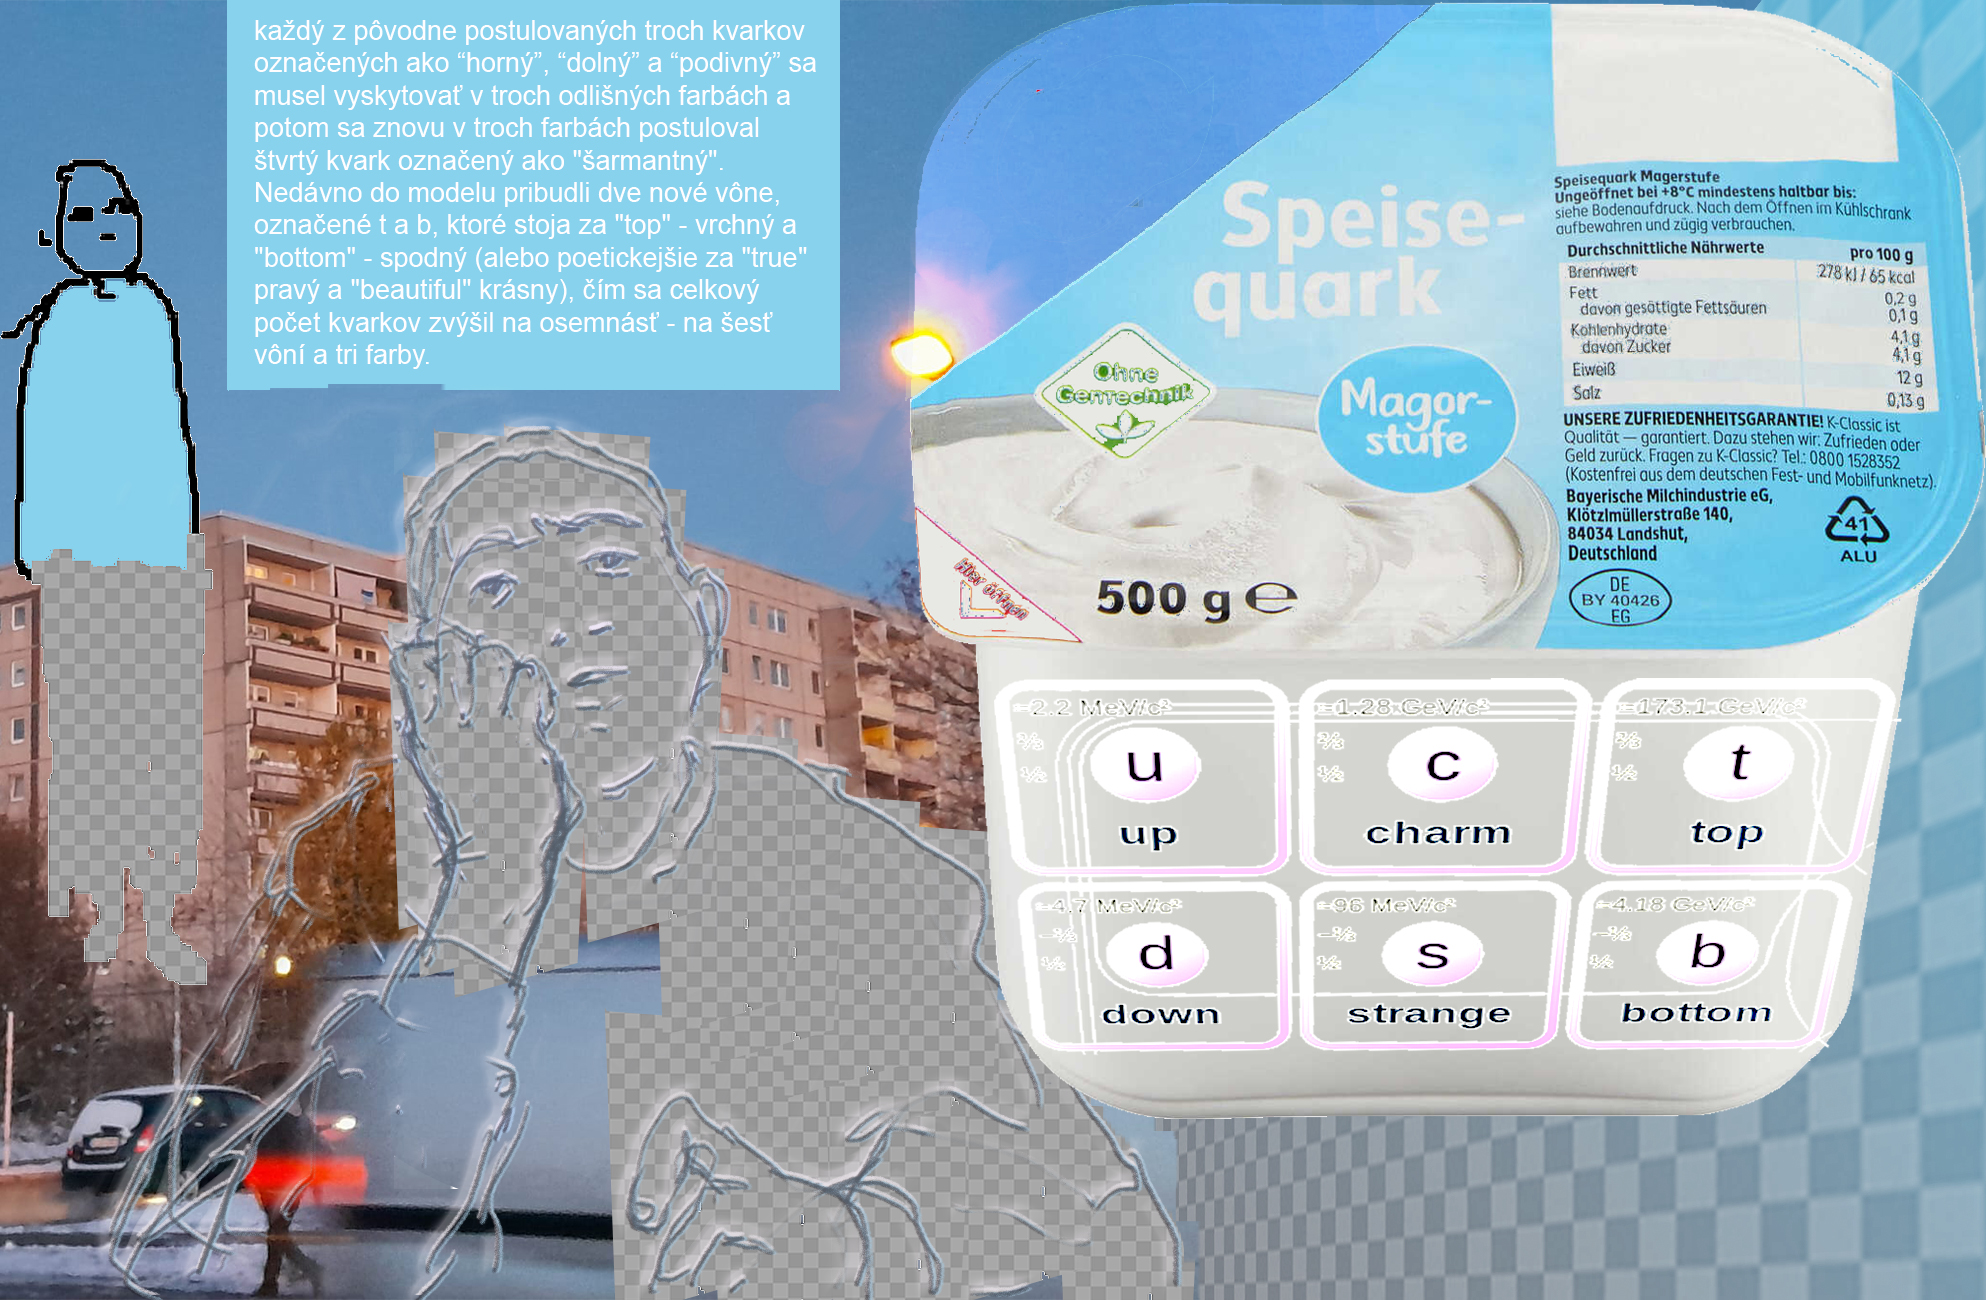 každý z pôvodne postulovaných troch kvarkov
označených ako “horný”, “dolný” a “podivný” sa
musel vyskytovať v troch odlišných farbách a
potom sa znovu v troch farbách postuloval
štvrtý kvark označený ako "šarmantný".
Nedávno do modelu pribudli dve nové vône,
označené t a b, ktoré stoja za "top" - vrchný a
"bottom" - spodný (alebo poetickejšie za "true"
pravý a "beautiful" krásny), čím sa celkový
počet kvarkov zvýšil na osemnásť - na šesť
vôní a tri farby.
Speise-
quark
Magor-
stufe
Ohne
Gentechnik
Hier öffnen
500 g ℮
Speisequark Magerstufe
Ungeöffnet bei +8°C mindestens haltbar bis:
siehe Bodenaufdruck. Nach dem Öffnen im Kühlschrank
aufbewahren und zügig verbrauchen.
Durchschnittliche Nährwerte pro 100 g
Brennwert 278 kJ / 65 kcal
Fett 0,2 g
davon gesättigte Fettsäuren 0,1 g
Kohlenhydrate 4,1 g
davon Zucker 4,1 g
Eiweiß 12 g
Salz 0,13 g
UNSERE ZUFRIEDENHEITSGARANTIE! K-Classic ist
Qualität — garantiert. Dazu stehen wir: Zufrieden oder
Geld zurück. Fragen zu K-Classic? Tel.: 0800 1528352
(Kostenfrei aus dem deutschen Fest- und Mobilfunknetz).
Bayerische Milchindustrie eG,
Klötzlmüllerstraße 140,
84034 Landshut,
Deutschland
41
ALU
DE
BY 40426
EG
≈2.2 MeV/c²
⅔
½
u
up
≈1.28 GeV/c²
⅔
½
c
charm
≈173.1 GeV/c²
⅔
½
t
top
≈4.7 MeV/c²
−⅓
½
d
down
≈96 MeV/c²
−⅓
½
s
strange
≈4.18 GeV/c²
−⅓
½
b
bottom